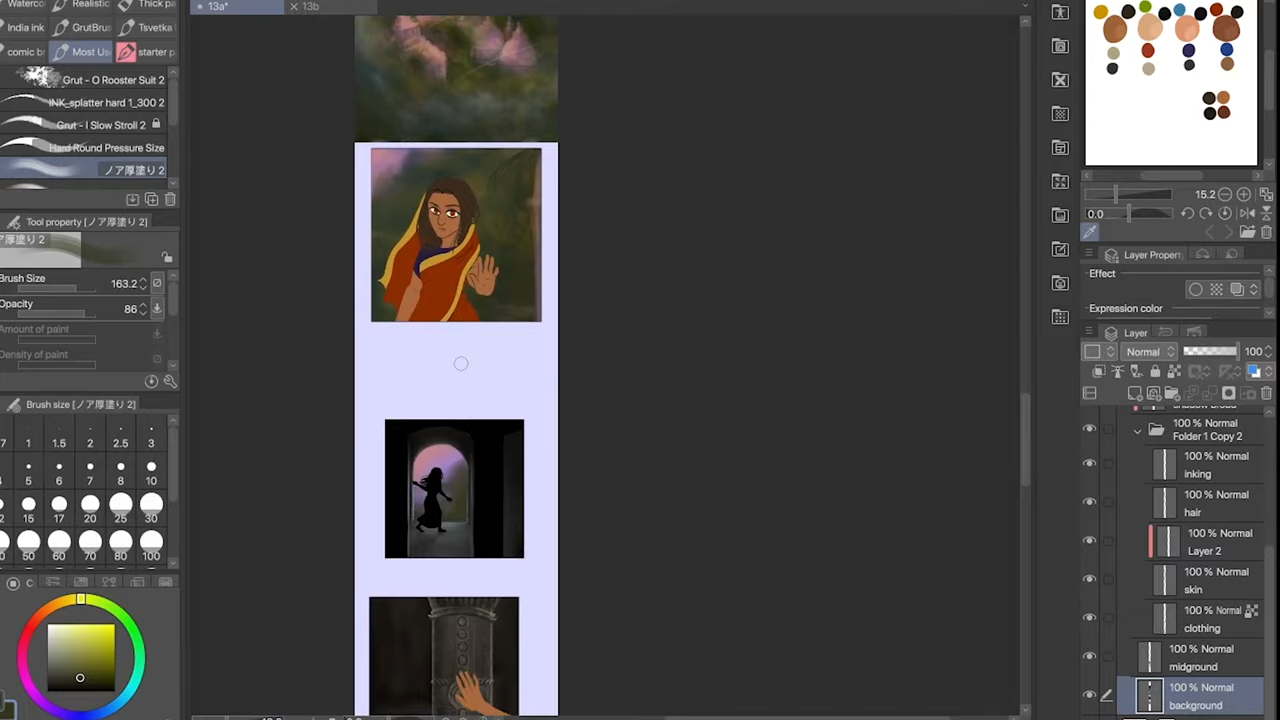 13a*
13b
Waterco
Realistic
Thick pa
India ink
GrutBrus
Tsvetka
comic br
Most Us
starter p
Grut - O Rooster Suit 2
INK_splatter hard 1_300 2
Grut - I Slow Stroll 2
Hard Round Pressure Size
ノア厚塗り 2
Tool property [ノア厚塗り 2]
ア厚塗り 2
Brush Size
163.2
Opacity
86
Amount of paint
Density of paint
Brush size [ノア厚塗り 2]
7
1
1.5
2
2.5
3
5
6
7
8
10
2
15
17
20
25
30
0
50
60
70
80
100
C
15.2
0.0
Layer Propert
Effect
Expression color
Layer
Normal
100
100 % Normal
Folder 1 Copy 2
100 % Normal
inking
100 % Normal
hair
100 % Normal
Layer 2
100 % Normal
skin
100 % Normal
clothing
100 % Normal
midground
100 % Normal
background